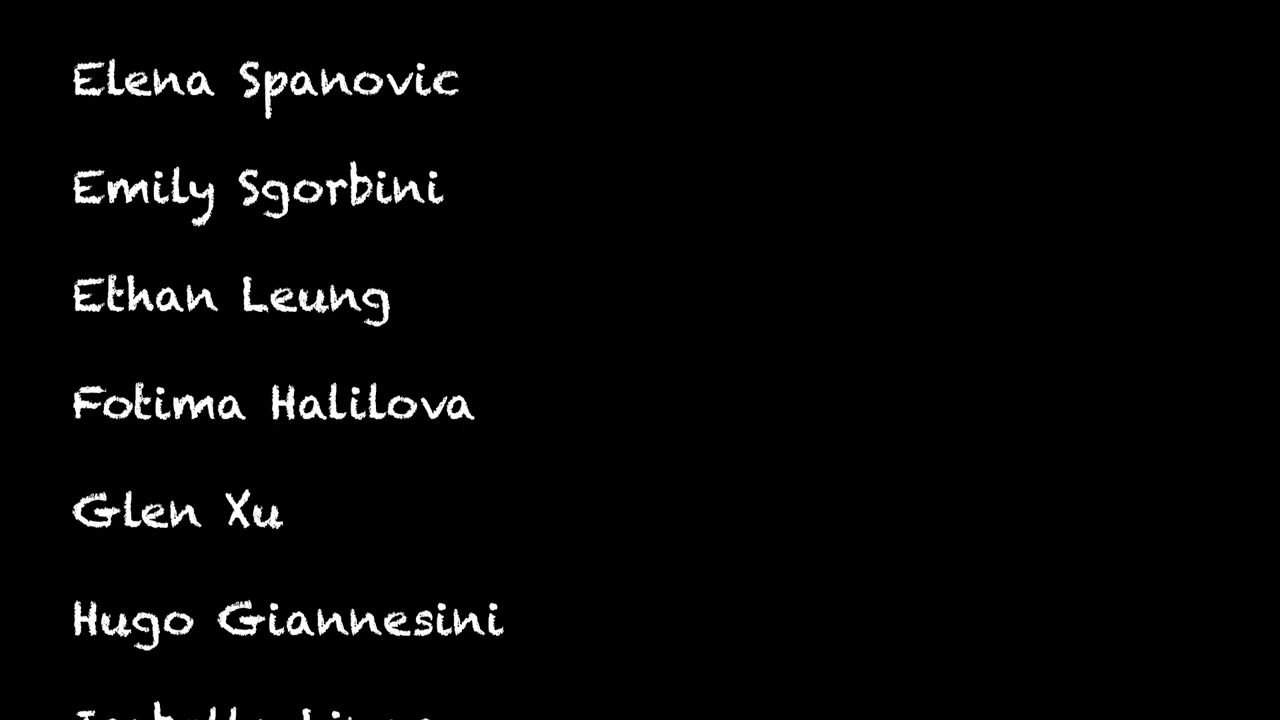 Elena Spanovic
Emily Sgorbini
Ethan Leung
Fotima Halilova
Glen Xu
Hugo Giannesini